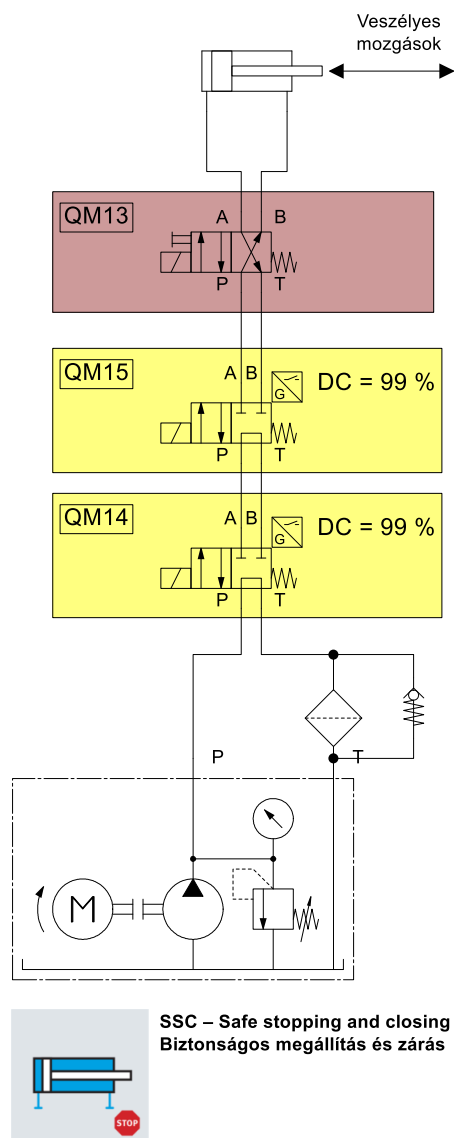 Veszélyes
mozgások
QM13
A B
P T
QM15
A B
G
DC = 99 %
P T
QM14
A B
G
DC = 99 %
P T
P T
M
SSC – Safe stopping and closing
Biztonságos megállítás és zárás
STOP